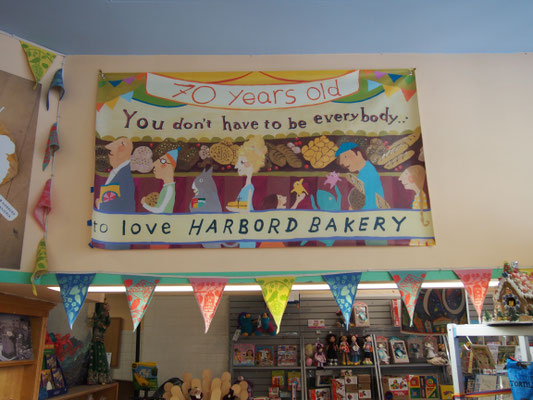 70 years old
You don't have to be everybody...
to love HARBORD BAKERY